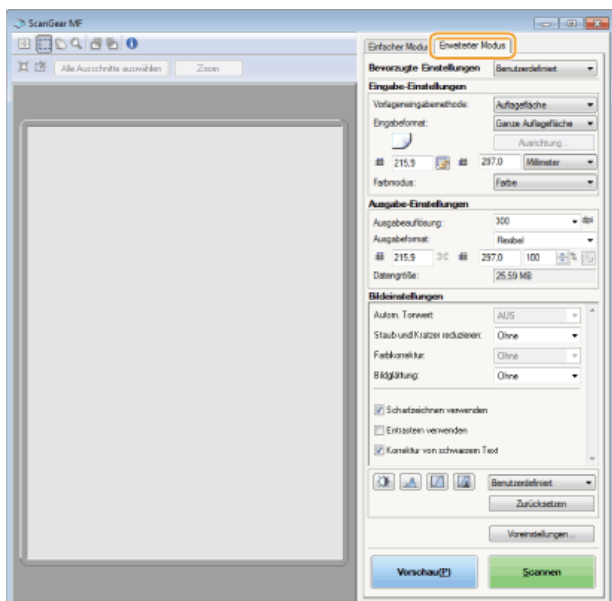 ScanGear MF
Alle Ausschnitte auswählen Zoom
Einfacher Modus Erweiterter Modus
Bevorzugte Einstellungen Benutzerdefiniert
Eingabe-Einstellungen
Vorlageneingabemethode: Auflagefläche
Eingabeformat: Ganze Auflagefläche
Ausrichtung...
215.9 297.0 Millimeter
Farbmodus: Farbe
Ausgabe-Einstellungen
Ausgabeauflösung: 300 dpi
Ausgabeformat: Flexibel
215.9 297.0 100 %
Datengröße: 25.59 MB
Bildeinstellungen
Autom. Tonwert: AUS
Staub und Kratzer reduzieren: Ohne
Farbkorrektur: Ohne
Bildglättung: Ohne
Scharfzeichnen verwenden
Entrastern verwenden
Korrektur von schwarzem Text
Benutzerdefiniert
Zurücksetzen
Voreinstellungen...
Vorschau(P) Scannen